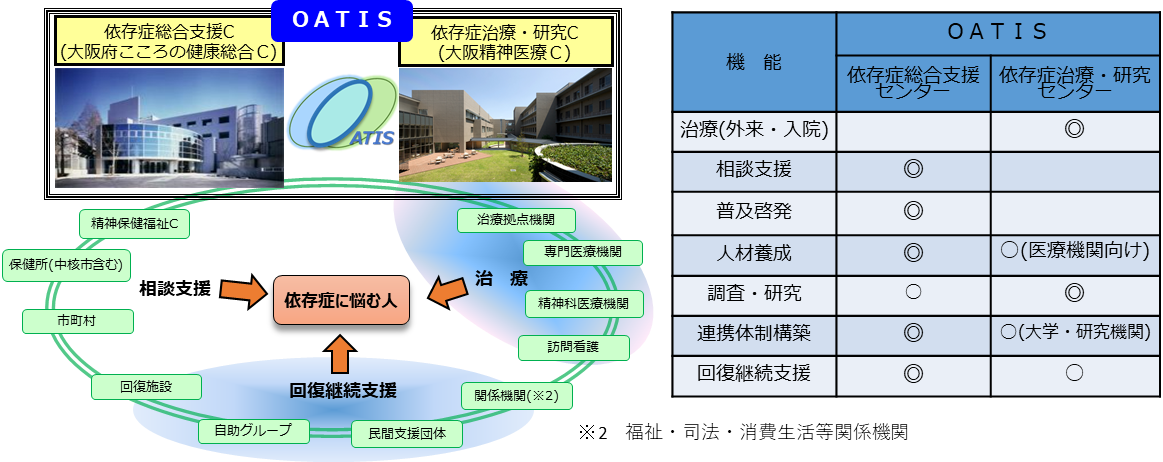 ＯＡＴＩＳ
依存症総合支援C
(大阪府こころの健康総合Ｃ)
依存症治療・研究C
(大阪精神医療Ｃ)
OATIS
精神保健福祉C
保健所(中核市含む)
市町村
回復施設
自助グループ
民間支援団体
関係機関(※2)
訪問看護
精神科医療機関
専門医療機関
治療拠点機関
相談支援
依存症に悩む人
治　療
回復継続支援
※2　福祉・司法・消費生活等関係機関
機　能
ＯＡＴＩＳ
依存症総合支援
センター
依存症治療・研究
センター
治療(外来・入院) ◎
相談支援 ◎
普及啓発 ◎
人材養成 ◎ ○(医療機関向け)
調査・研究 ○ ◎
連携体制構築 ◎ ○(大学・研究機関)
回復継続支援 ◎ ○